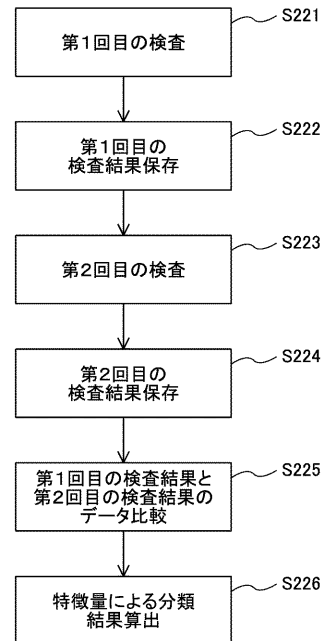 S221
第1回目の検査
S222
第1回目の
検査結果保存
S223
第2回目の検査
S224
第2回目の
検査結果保存
S225
第1回目の検査結果と
第2回目の検査結果の
データ比較
S226
特徴量による分類
結果算出